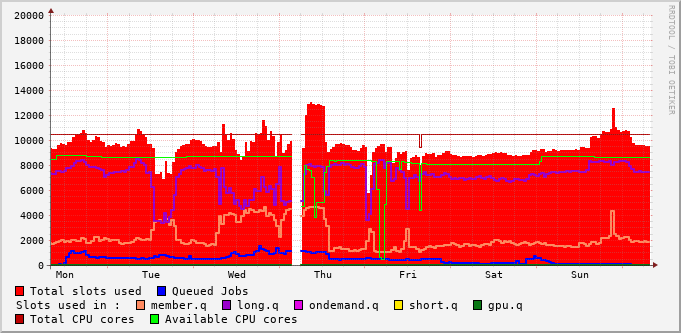 20000
18000
16000
14000
12000
10000
8000
6000
4000
2000
0
Mon Tue Wed Thu Fri Sat Sun
RRDTOOL / TOBI OETIKER
Total slots used Queued Jobs
Slots used in : member.q long.q ondemand.q short.q gpu.q
Total CPU cores Available CPU cores